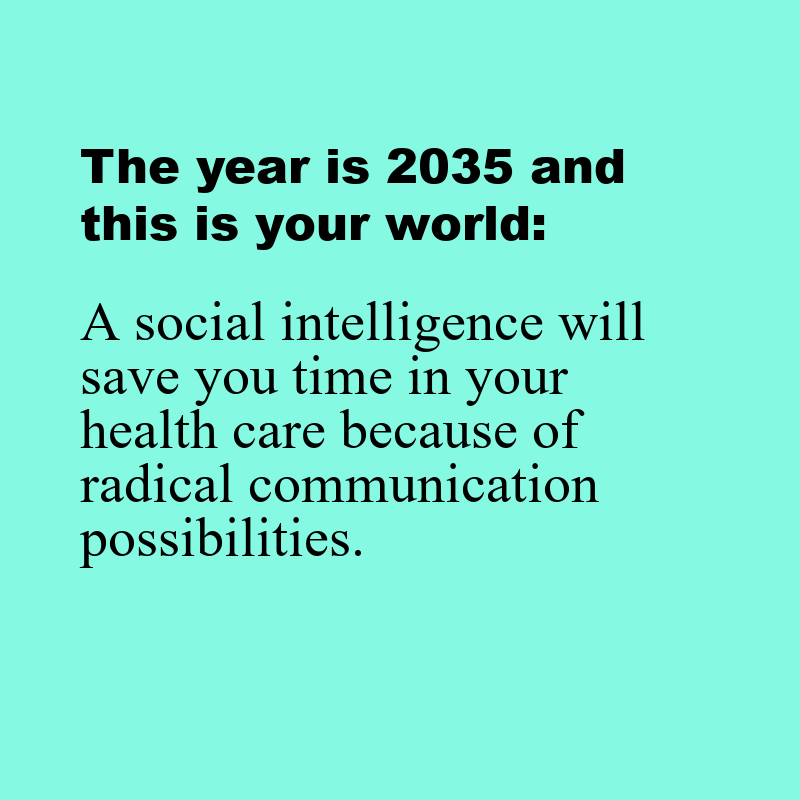 The year is 2035 and
this is your world:
A social intelligence will
save you time in your
health care because of
radical communication
possibilities.